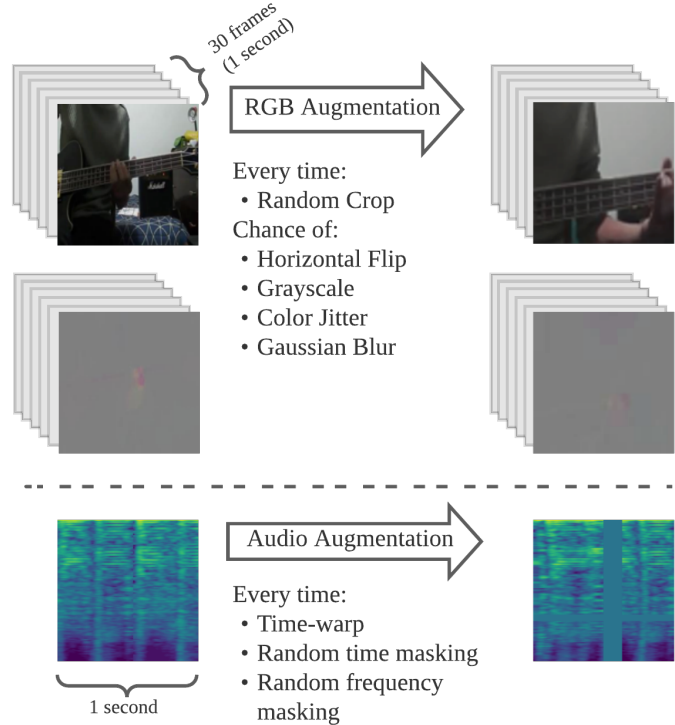 30 frames
(1 second)
RGB Augmentation
Every time:
• Random Crop
Chance of:
• Horizontal Flip
• Grayscale
• Color Jitter
• Gaussian Blur
Audio Augmentation
Every time:
• Time-warp
• Random time masking
• Random frequency
masking
1 second